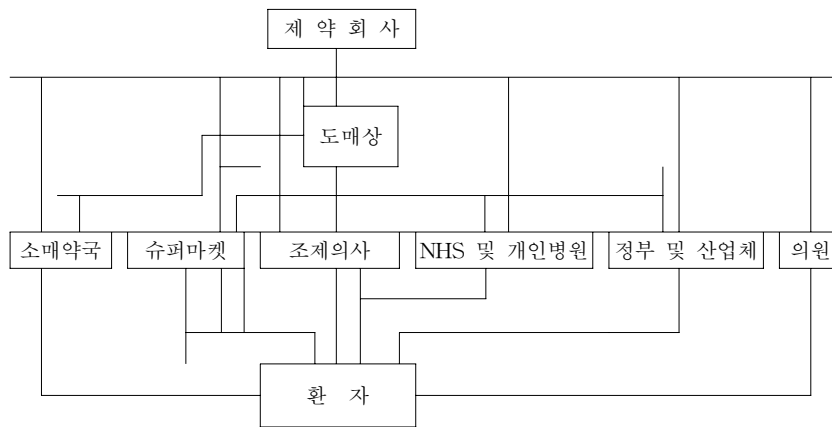 제 약 회 사
도매상
소매약국
슈퍼마켓
조제의사
NHS 및 개인병원
정부 및 산업체
의원
환 자